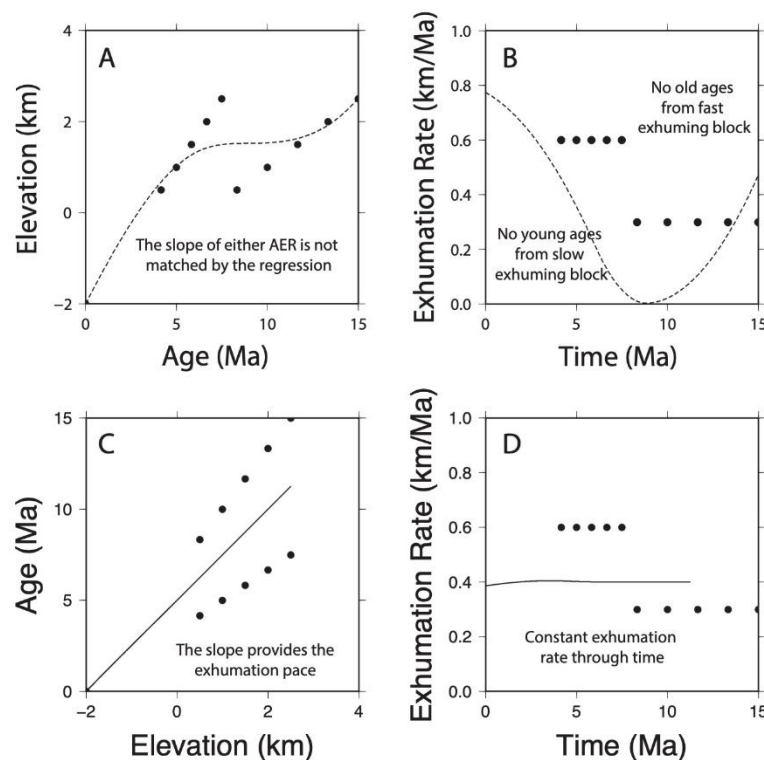 A
Elevation (km)
4
2
0
−2
The slope of either AER is not
matched by the regression
0
5
10
15
Age (Ma)
B
Exhumation Rate (km/Ma)
1.0
0.8
0.6
0.4
0.2
0.0
No old ages
from fast
exhuming block
No young ages
from slow
exhuming block
0
5
10
15
Time (Ma)
C
Age (Ma)
15
10
5
0
The slope provides the
exhumation pace
−2
0
2
4
Elevation (km)
D
Exhumation Rate (km/Ma)
1.0
0.8
0.6
0.4
0.2
0.0
Constant exhumation
rate through time
0
5
10
15
Time (Ma)